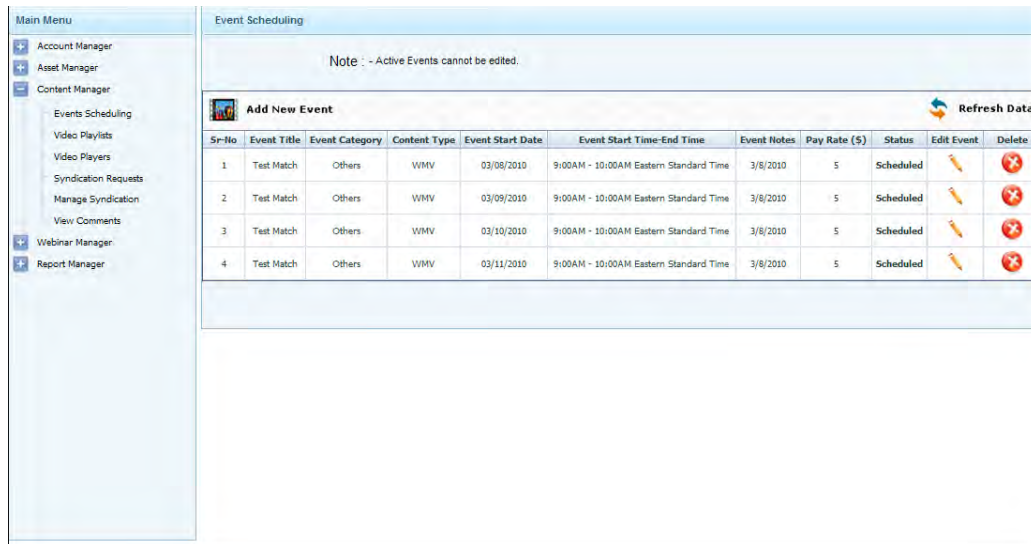 Main Menu
Account Manager
Asset Manager
Content Manager
Events Scheduling
Video Playlists
Video Players
Syndication Requests
Manage Syndication
View Comments
Webinar Manager
Report Manager
Event Scheduling
Note : - Active Events cannot be edited.
Add New Event Refresh Data
Sr-No Event Title Event Category Content Type Event Start Date Event Start Time-End Time Event Notes Pay Rate ($) Status Edit Event Delete
1 Test Match Others WMV 03/08/2010 9:00AM - 10:00AM Eastern Standard Time 3/8/2010 5 Scheduled
2 Test Match Others WMV 03/09/2010 9:00AM - 10:00AM Eastern Standard Time 3/8/2010 5 Scheduled
3 Test Match Others WMV 03/10/2010 9:00AM - 10:00AM Eastern Standard Time 3/8/2010 5 Scheduled
4 Test Match Others WMV 03/11/2010 9:00AM - 10:00AM Eastern Standard Time 3/8/2010 5 Scheduled